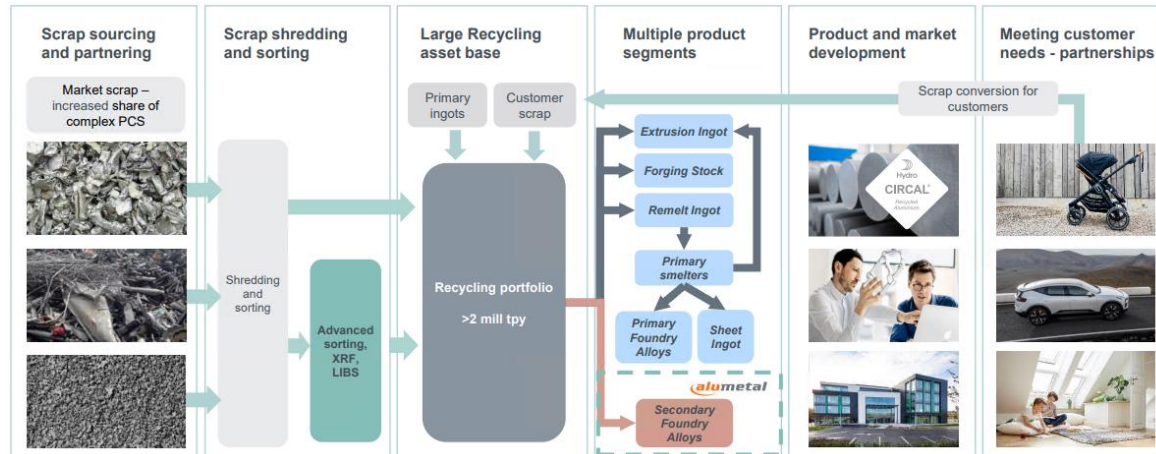 Scrap sourcing
and partnering
Market scrap –
increased share of
complex PCS
Scrap shredding
and sorting
Shredding
and
sorting
Advanced
sorting,
XRF,
LIBS
Large Recycling
asset base
Primary
ingots
Customer
scrap
Recycling portfolio
>2 mill tpy
Multiple product
segments
Extrusion Ingot
Forging Stock
Remelt Ingot
Primary
smelters
Primary
Foundry
Alloys
Sheet
Ingot
alumetal
Secondary
Foundry
Alloys
Product and market
development
Hydro
CIRCAL®
Recycled
Aluminium
Meeting customer
needs - partnerships
Scrap conversion for
customers